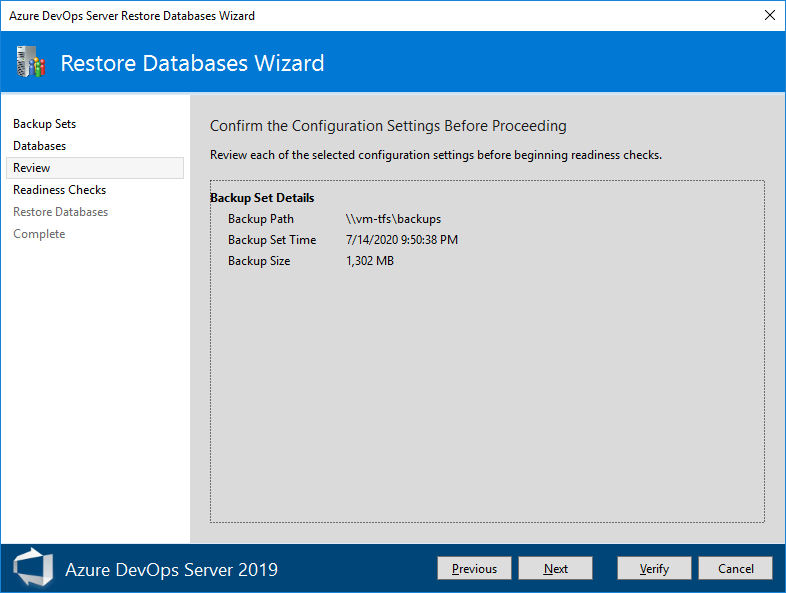 Azure DevOps Server Restore Databases Wizard
Restore Databases Wizard
Backup Sets
Databases
Review
Readiness Checks
Restore Databases
Complete
Confirm the Configuration Settings Before Proceeding
Review each of the selected configuration settings before beginning readiness checks.
Backup Set Details
Backup Path \\vm-tfs\backups
Backup Set Time 7/14/2020 9:50:38 PM
Backup Size 1,302 MB
Azure DevOps Server 2019
Previous Next Verify Cancel